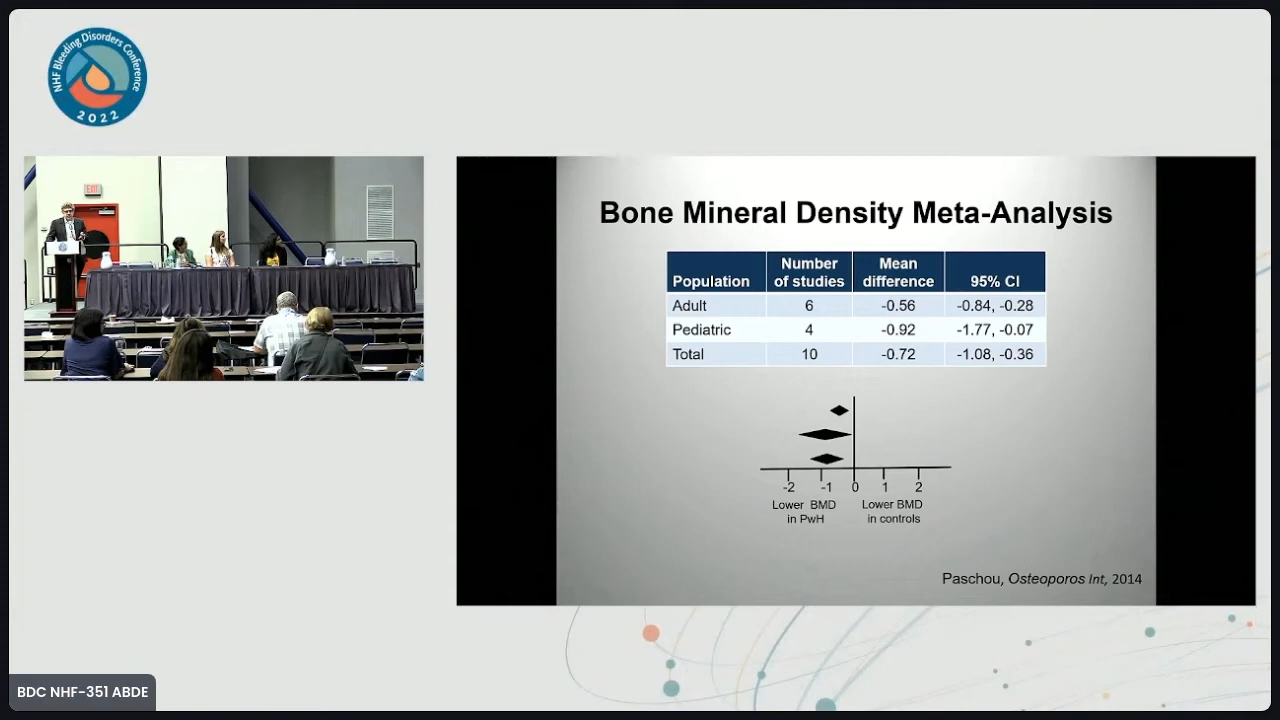 NHF Bleeding Disorders Conference
2022
EXIT
Bone Mineral Density Meta-Analysis
Population Number of studies Mean difference 95% CI
Adult 6 -0.56 -0.84, -0.28
Pediatric 4 -0.92 -1.77, -0.07
Total 10 -0.72 -1.08, -0.36
-2 -1 0 1 2
Lower BMD in PwH
Lower BMD in controls
Paschou, Osteoporos Int, 2014
BDC NHF-351 ABDE